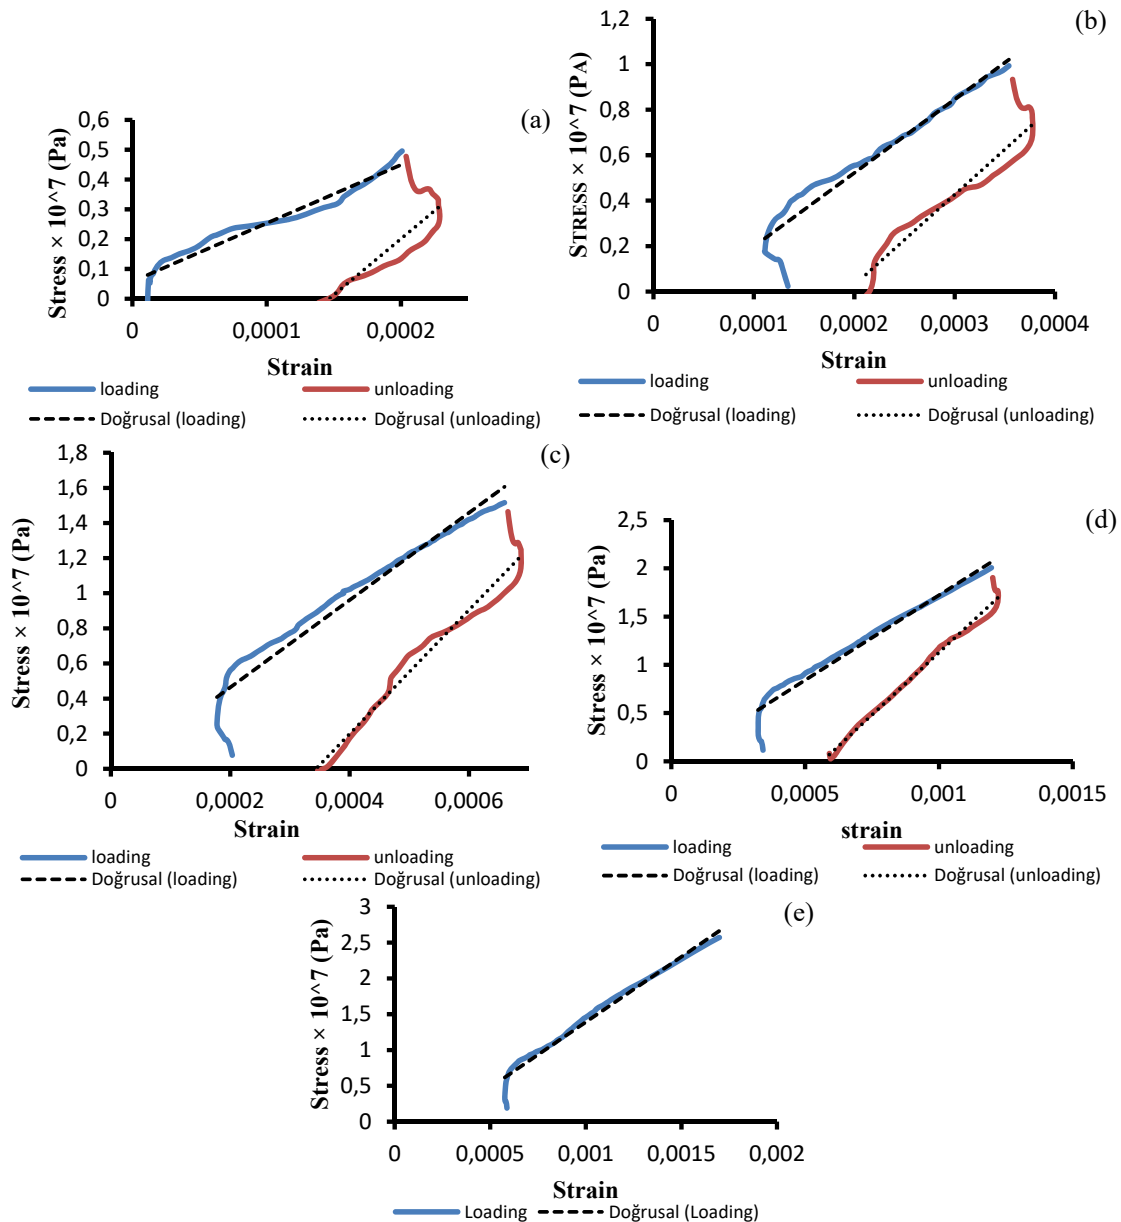 (a)
Stress × 10^7 (Pa)
0,6
0,5
0,4
0,3
0,2
0,1
0
0 0,0001 0,0002
Strain
loading unloading
Doğrusal (loading) Doğrusal (unloading)
(b)
STRESS × 10^7 (PA)
1,2
1
0,8
0,6
0,4
0,2
0
0 0,0001 0,0002 0,0003 0,0004
Strain
loading unloading
Doğrusal (loading) Doğrusal (unloading)
(c)
Stress × 10^7 (Pa)
1,8
1,6
1,4
1,2
1
0,8
0,6
0,4
0,2
0
0 0,0002 0,0004 0,0006
Strain
loading unloading
Doğrusal (loading) Doğrusal (unloading)
(d)
Stress × 10^7 (Pa)
2,5
2
1,5
1
0,5
0
0 0,0005 0,001 0,0015
strain
loading unloading
Doğrusal (loading) Doğrusal (unloading)
(e)
Stress × 10^7 (Pa)
3
2,5
2
1,5
1
0,5
0
0 0,0005 0,001 0,0015 0,002
Strain
Loading Doğrusal (Loading)